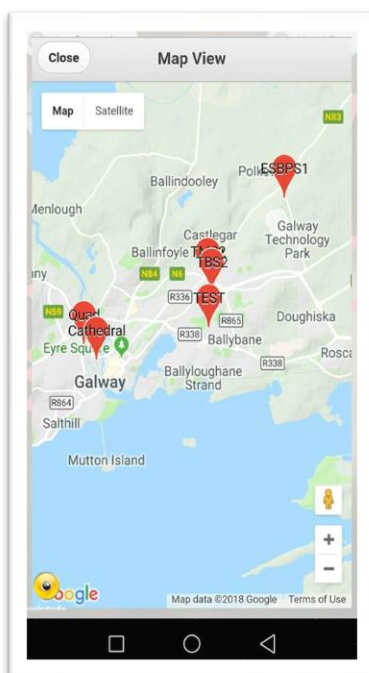 Close
Map View
Map
Satellite
N83
ESBPS1
Ballindooley
Menlough
Castlegar
Galway
Technology
Park
Ballinfoyle
TBS2
N84
N6
R336
TEST
N59
Quad
R865
Doughiska
Cathedral
R338
Ballybane
Eyre Square
Rosca
R338
Ballyloughane
Strand
Galway
R864
Salthill
Mutton Island
+
−
Map data ©2018 Google
Terms of Use